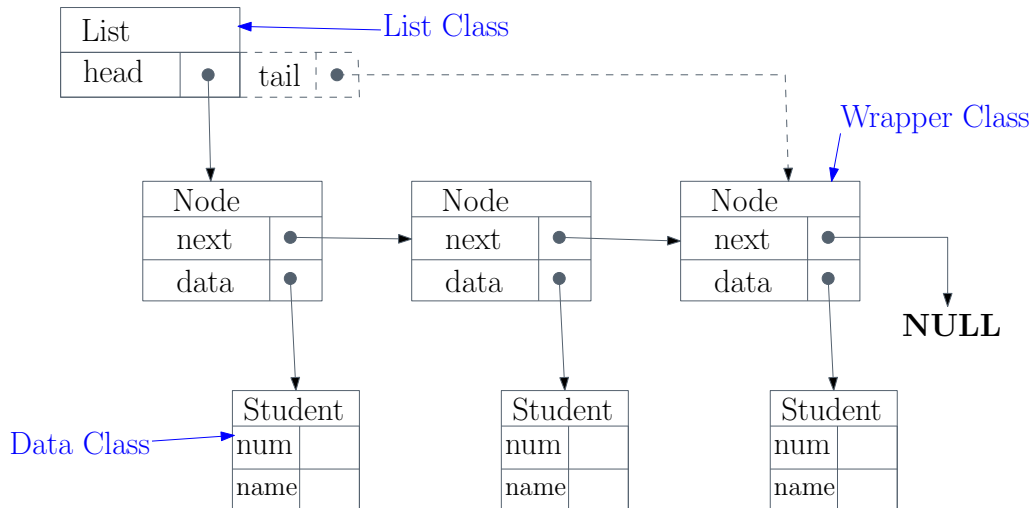 List
List Class
head
tail
Wrapper Class
Node
Node
Node
next
next
next
data
data
data
NULL
Student
Student
Student
Data Class
num
num
num
name
name
name